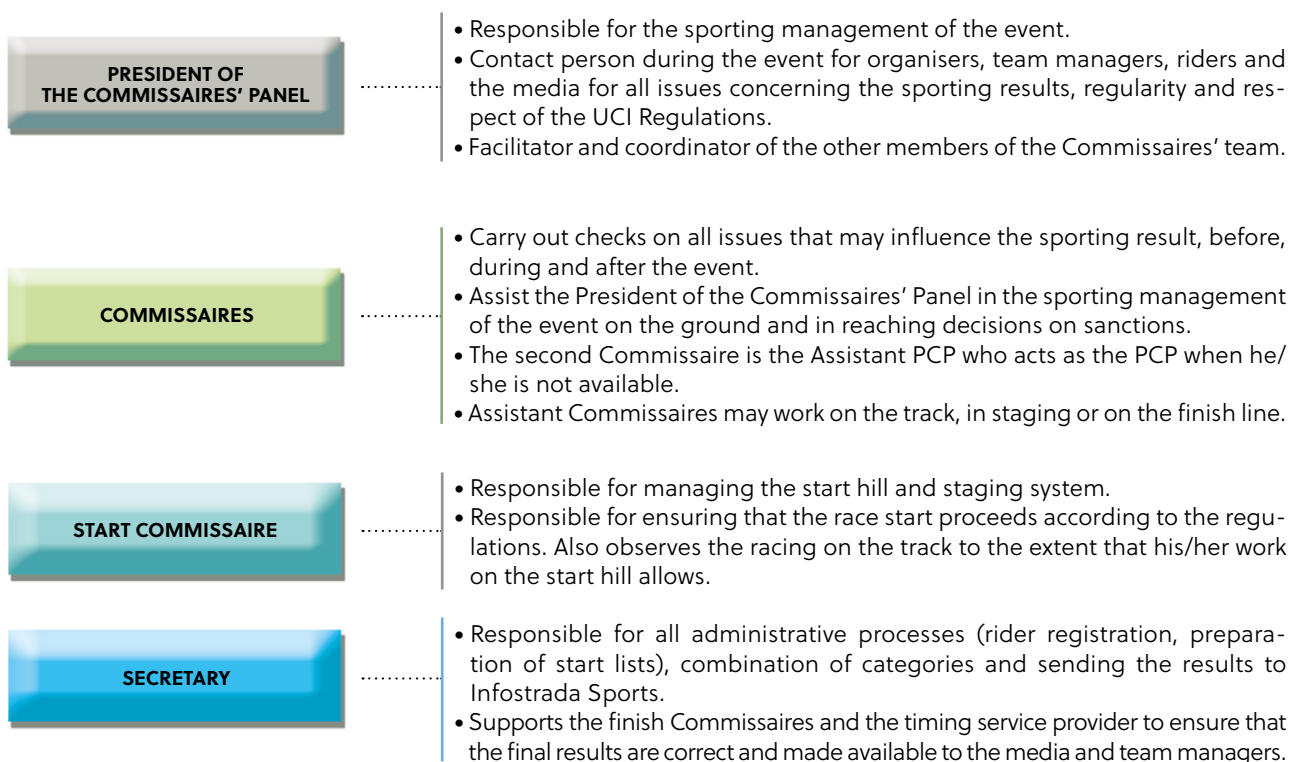 PRESIDENT OF
THE COMMISSAIRES' PANEL
• Responsible for the sporting management of the event.
• Contact person during the event for organisers, team managers, riders and
the media for all issues concerning the sporting results, regularity and res-
pect of the UCI Regulations.
• Facilitator and coordinator of the other members of the Commissaires' team.
COMMISSAIRES
• Carry out checks on all issues that may influence the sporting result, before,
during and after the event.
• Assist the President of the Commissaires' Panel in the sporting management
of the event on the ground and in reaching decisions on sanctions.
• The second Commissaire is the Assistant PCP who acts as the PCP when he/
she is not available.
• Assistant Commissaires may work on the track, in staging or on the finish line.
START COMMISSAIRE
• Responsible for managing the start hill and staging system.
• Responsible for ensuring that the race start proceeds according to the regu-
lations. Also observes the racing on the track to the extent that his/her work
on the start hill allows.
SECRETARY
• Responsible for all administrative processes (rider registration, prepara-
tion of start lists), combination of categories and sending the results to
Infostrada Sports.
• Supports the finish Commissaires and the timing service provider to ensure that
the final results are correct and made available to the media and team managers.